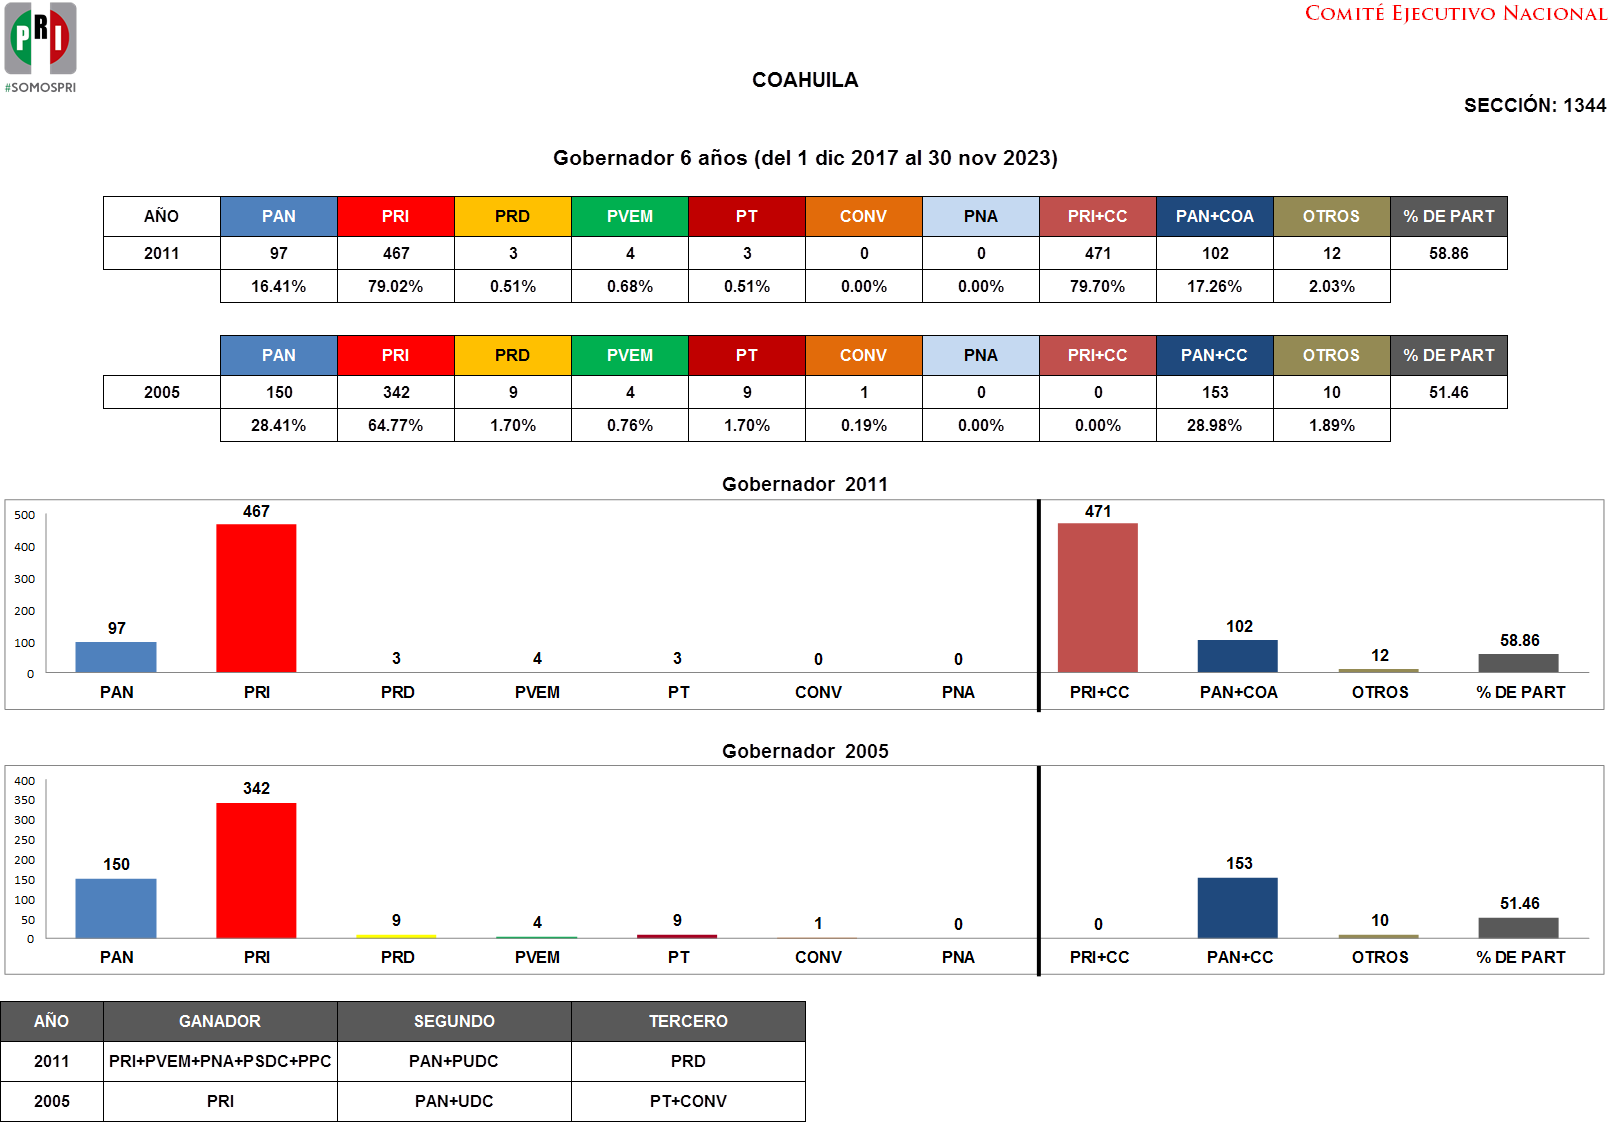 PRI
#SOMOSPRI
COMITÉ EJECUTIVO NACIONAL
COAHUILA
SECCIÓN: 1344
Gobernador 6 años (del 1 dic 2017 al 30 nov 2023)
AÑO PAN PRI PRD PVEM PT CONV PNA PRI+CC PAN+COA OTROS % DE PART
2011 97 467 3 4 3 0 0 471 102 12 58.86
16.41% 79.02% 0.51% 0.68% 0.51% 0.00% 0.00% 79.70% 17.26% 2.03%
PAN PRI PRD PVEM PT CONV PNA PRI+CC PAN+CC OTROS % DE PART
2005 150 342 9 4 9 1 0 0 153 10 51.46
28.41% 64.77% 1.70% 0.76% 1.70% 0.19% 0.00% 0.00% 28.98% 1.89%
Gobernador 2011
500
400
300
200
100
0
97 467 3 4 3 0 0 471 102 12 58.86
PAN PRI PRD PVEM PT CONV PNA PRI+CC PAN+COA OTROS % DE PART
Gobernador 2005
400
350
300
250
200
150
100
50
0
150 342 9 4 9 1 0 0 153 10 51.46
PAN PRI PRD PVEM PT CONV PNA PRI+CC PAN+CC OTROS % DE PART
AÑO GANADOR SEGUNDO TERCERO
2011 PRI+PVEM+PNA+PSDC+PPC PAN+PUDC PRD
2005 PRI PAN+UDC PT+CONV